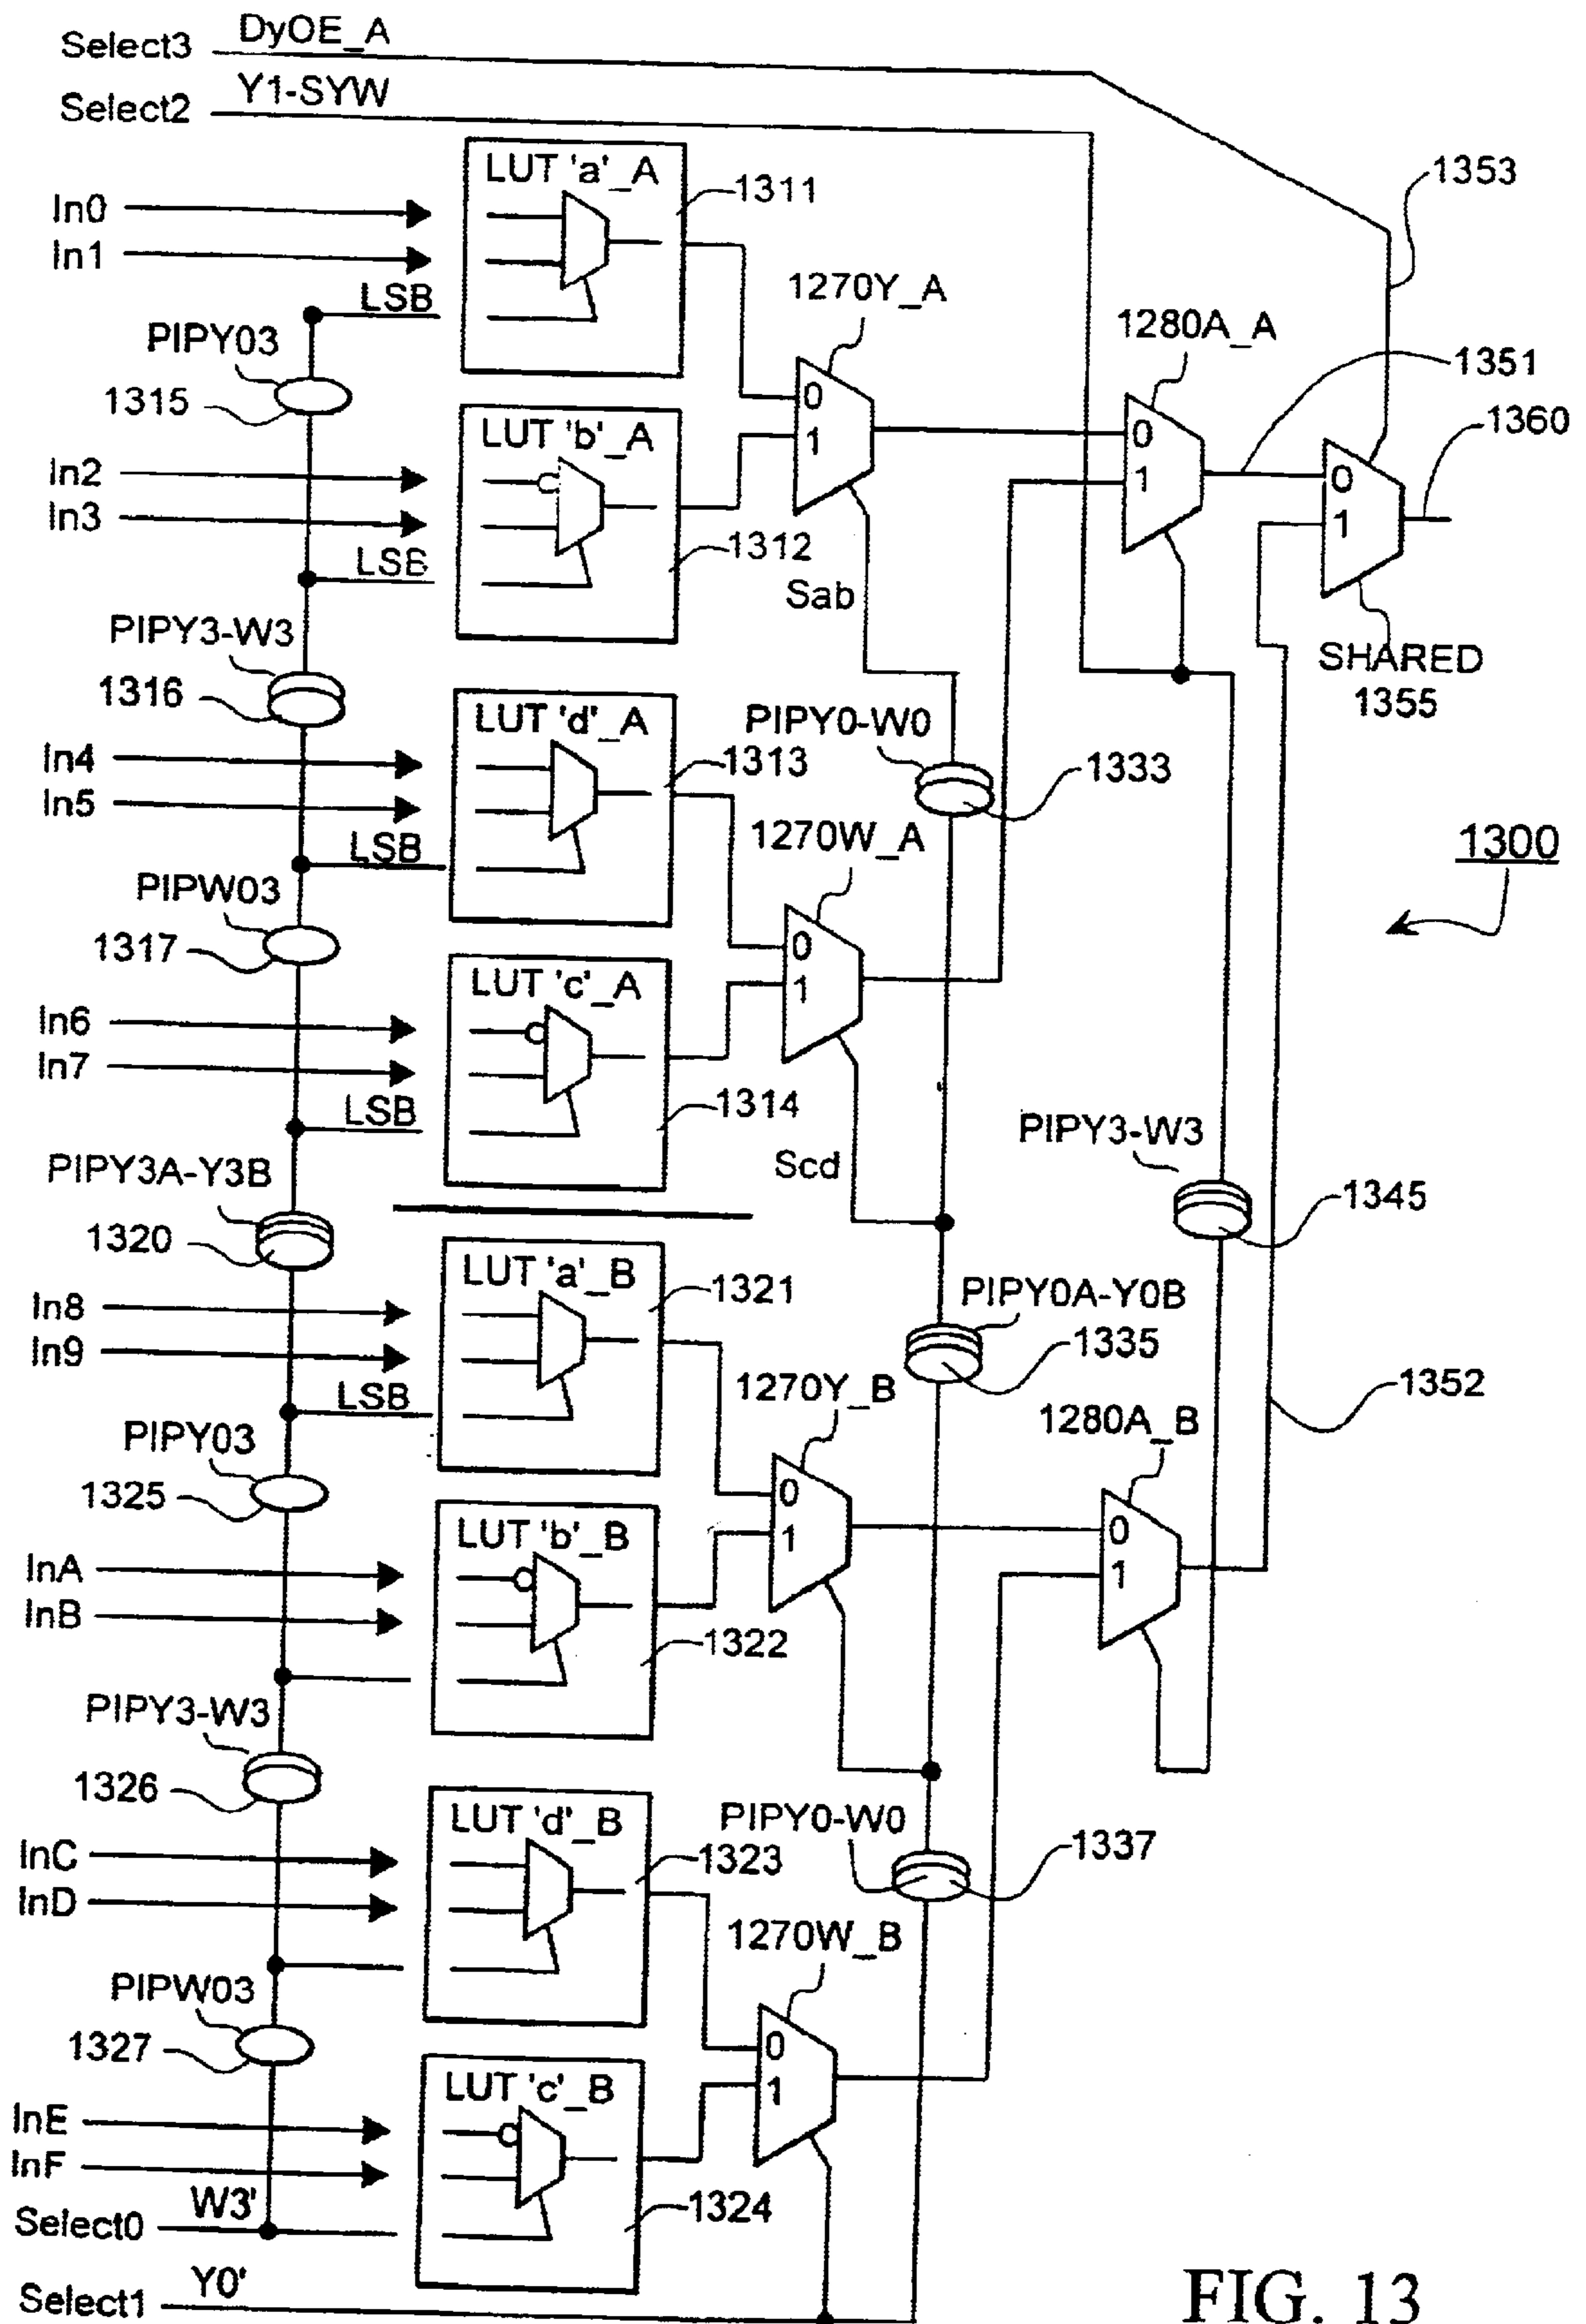 Select3 DyOE_A
Select2 Y1-SYW
LUT 'a'_A
1311
1353
In0
In1
LSB
1270Y_A
1280A_A
PIPY03
1315
1351
0
1
0
1
0
1
1360
LUT 'b'_A
In2
In3
1312
LSB
Sab
SHARED
1355
PIPY3-W3
1316
LUT 'd'_A
PIPY0-W0
In4
In5
1313
1333
LSB
1270W_A
1300
PIPW03
1317
0
1
LUT 'c'_A
In6
In7
1314
LSB
PIPY3-W3
Scd
PIPY3A-Y3B
1320
1345
LUT 'a'_B
In8
In9
1321
PIPY0A-Y0B
1335
LSB
1270Y_B
1280A_B
1352
PIPY03
1325
0
1
0
1
LUT 'b'_B
InA
InB
1322
PIPY3-W3
1326
LUT 'd'_B
PIPY0-W0
1337
InC
InD
1323
1270W_B
PIPW03
1327
0
1
LUT 'c'_B
InE
InF
1324
Select0 W3'
Select1 Y0'
FIG. 13